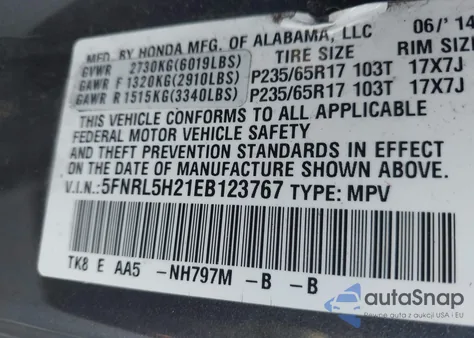 MFD. BY HONDA MFG. OF ALABAMA, LLC 06/'14
GVWR 2730KG(6019LBS) TIRE SIZE RIM SIZE
GAWR F 1320KG(2910LBS) P235/65R17 103T 17X7J
GAWR R 1515KG(3340LBS) P235/65R17 103T 17X7J
THIS VEHICLE CONFORMS TO ALL APPLICABLE
FEDERAL MOTOR VEHICLE SAFETY
AND THEFT PREVENTION STANDARDS IN EFFECT
ON THE DATE OF MANUFACTURE SHOWN ABOVE.
V.I.N.:5FNRL5H21EB123767 TYPE: MPV
TK8 E AA5 -NH797M -B -B
autoSnap